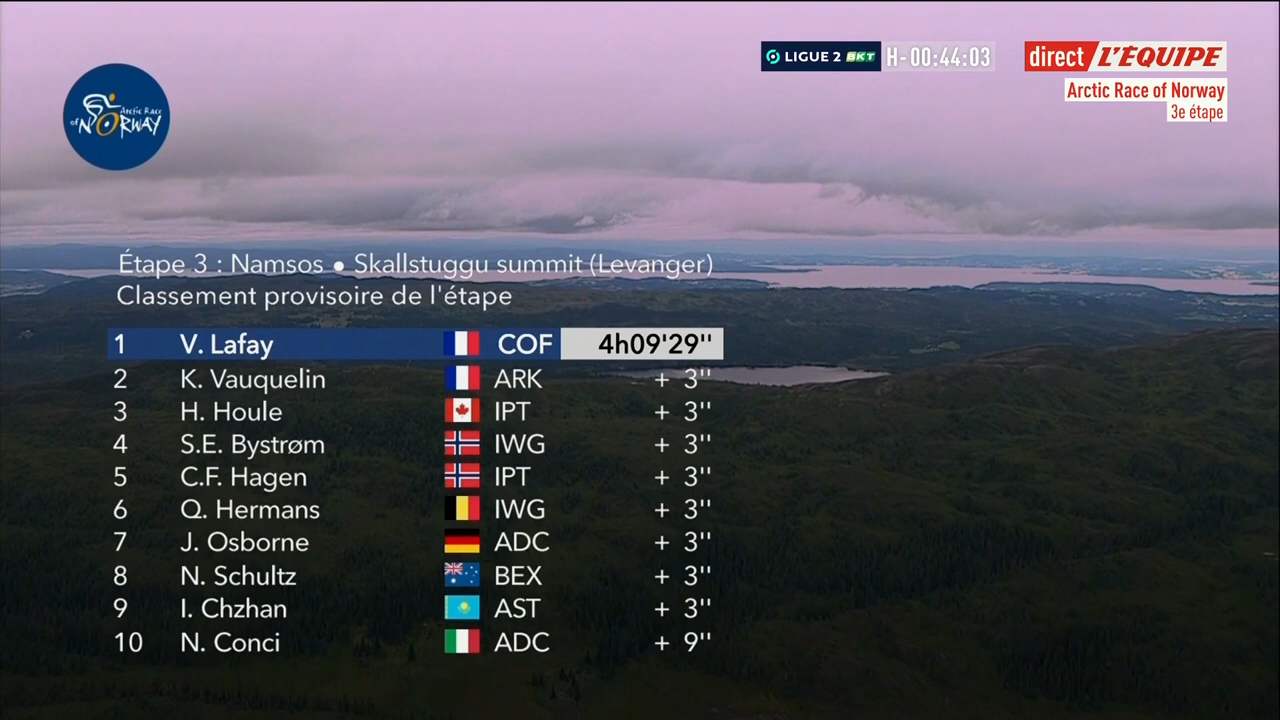 LIGUE 2 BKT H- 00:44:03
direct L'ÉQUIPE
Arctic Race of Norway
3e étape
Arctic Race
of NORWAY
Étape 3 : Namsos • Skallstuggu summit (Levanger)
Classement provisoire de l'étape
1 V. Lafay COF 4h09'29''
2 K. Vauquelin ARK + 3''
3 H. Houle IPT + 3''
4 S.E. Bystrøm IWG + 3''
5 C.F. Hagen IPT + 3''
6 Q. Hermans IWG + 3''
7 J. Osborne ADC + 3''
8 N. Schultz BEX + 3''
9 I. Chzhan AST + 3''
10 N. Conci ADC + 9''